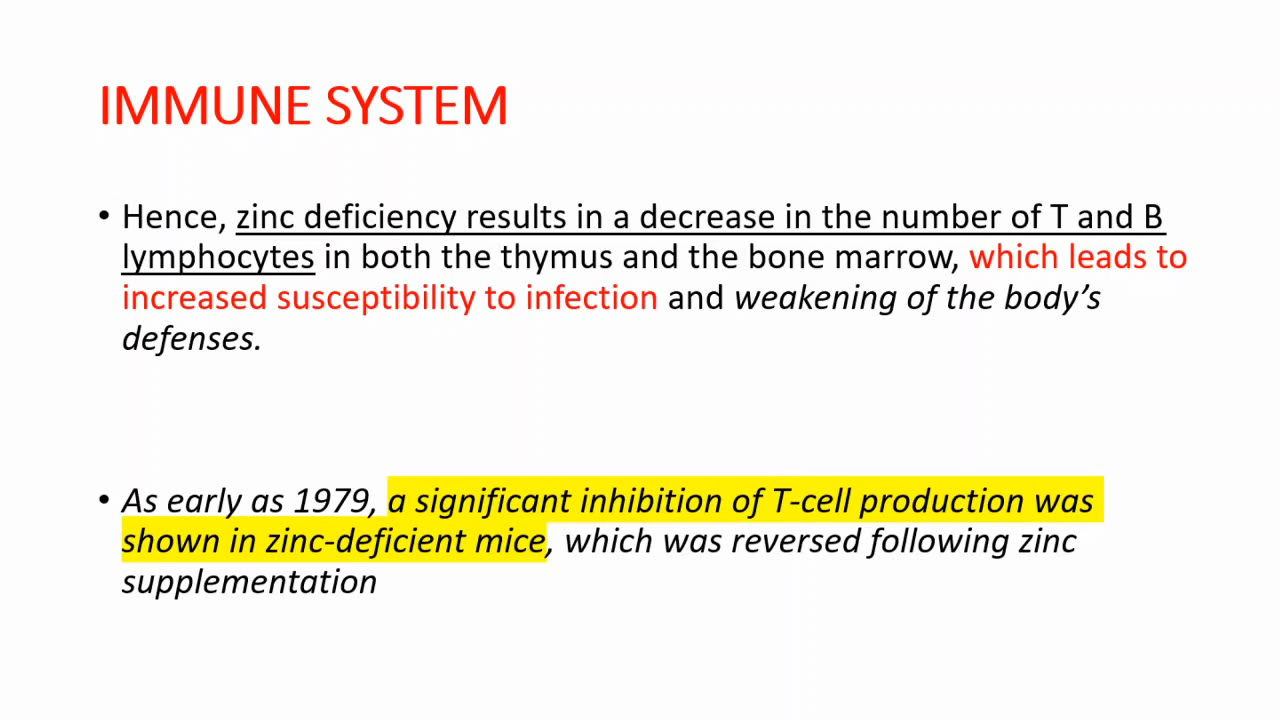 IMMUNE SYSTEM
• Hence, zinc deficiency results in a decrease in the number of T and B
lymphocytes in both the thymus and the bone marrow, which leads to
increased susceptibility to infection and weakening of the body’s
defenses.
• As early as 1979, a significant inhibition of T-cell production was
shown in zinc-deficient mice, which was reversed following zinc
supplementation